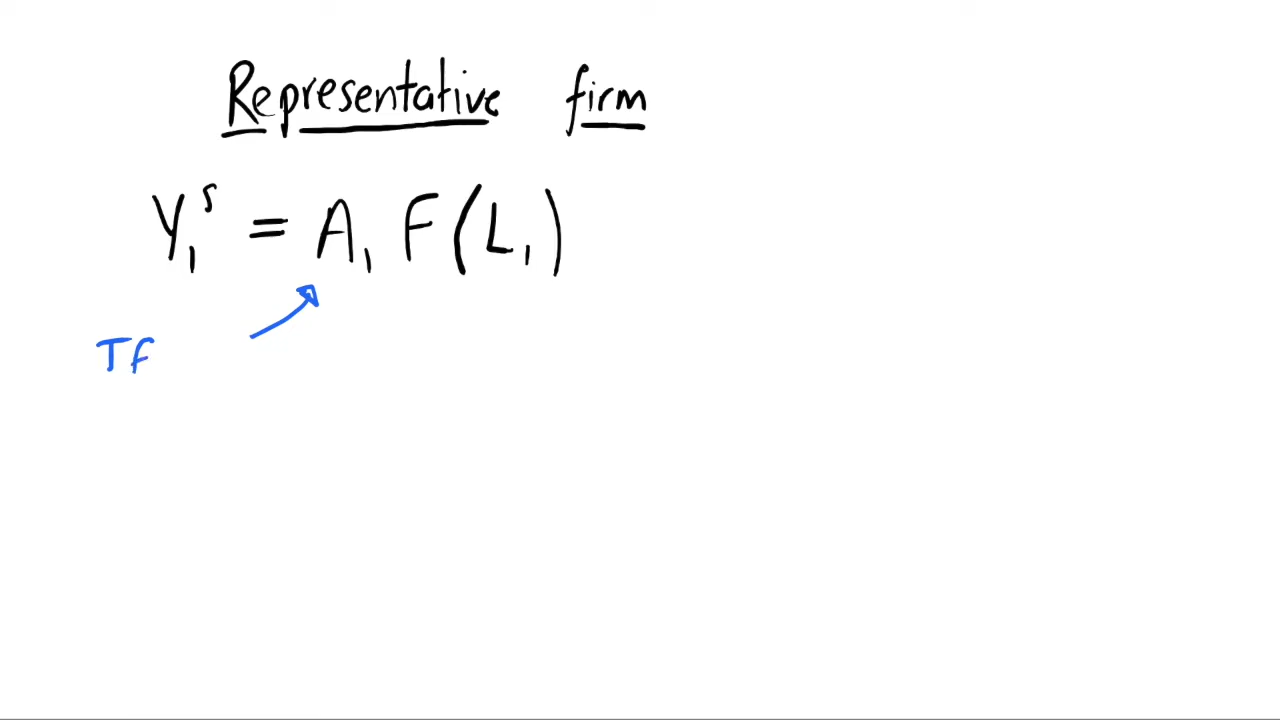 Representative firm
Y₁ˢ = A₁ F(L₁)
TF